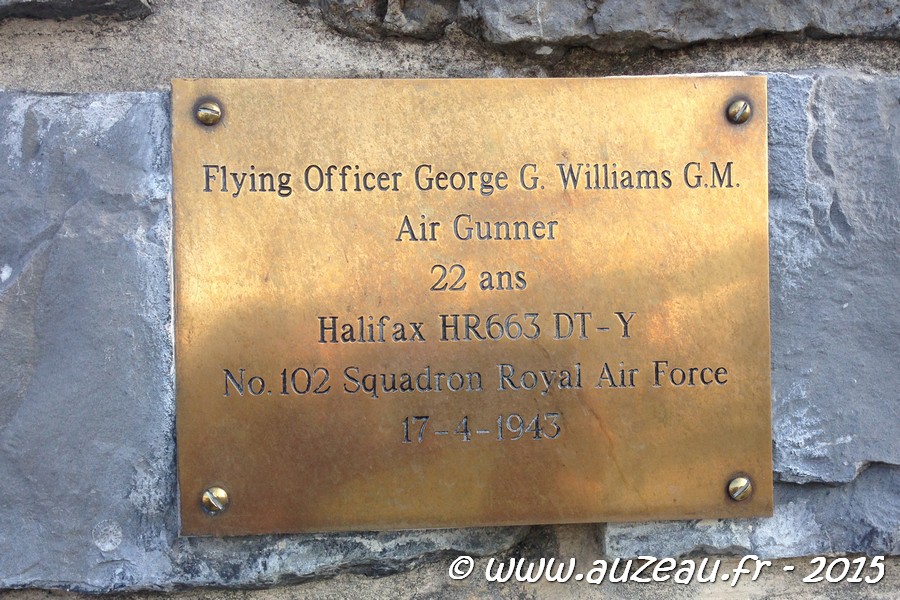 Flying Officer George G. Williams G.M.
Air Gunner
22 ans
Halifax HR663 DT-Y
No. 102 Squadron Royal Air Force
17-4-1943
© www.auzeau.fr - 2015